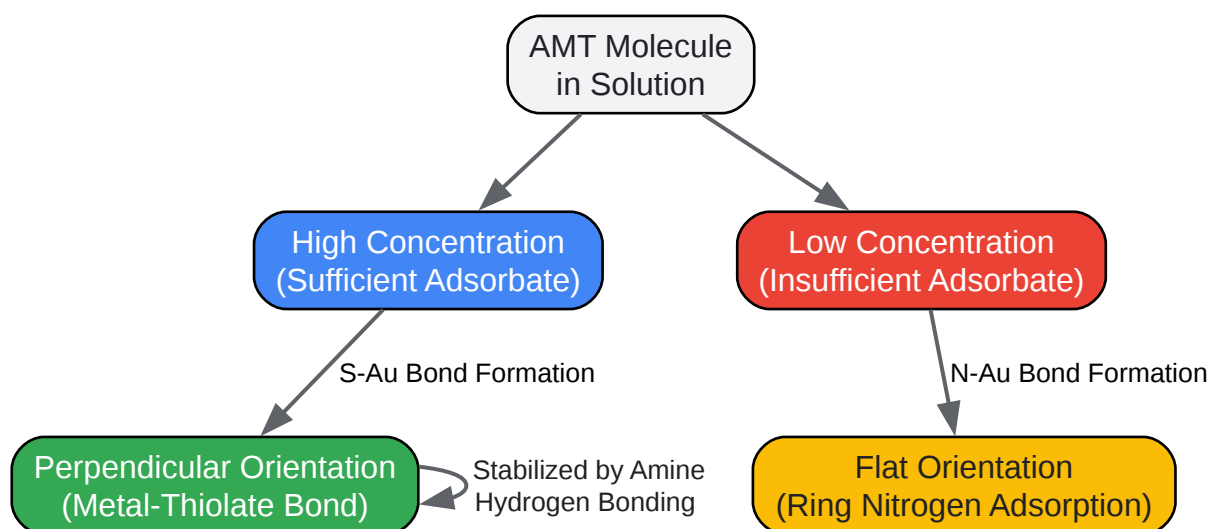 AMT Molecule
in Solution
High Concentration
(Sufficient Adsorbate)
Low Concentration
(Insufficient Adsorbate)
S-Au Bond Formation
N-Au Bond Formation
Perpendicular Orientation
(Metal-Thiolate Bond)
Stabilized by Amine
Hydrogen Bonding
Flat Orientation
(Ring Nitrogen Adsorption)